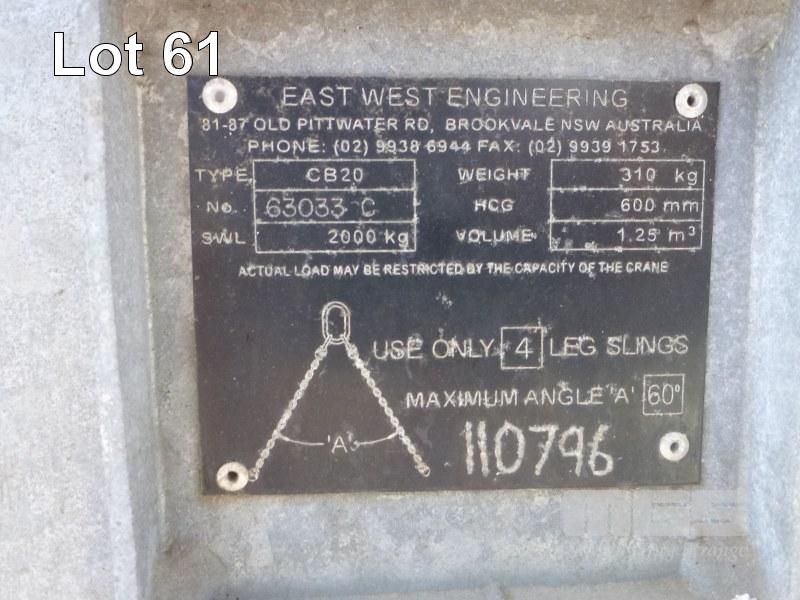 Lot 61
EAST WEST ENGINEERING
81-87 OLD PITTWATER RD, BROOKVALE NSW AUSTRALIA
PHONE: (02) 9938 6944 FAX: (02) 9939 1753
TYPE CB20 WEIGHT 310 kg
No. 63033 C HCG 600 mm
SWL 2000 kg VOLUME 1.25 m³
ACTUAL LOAD MAY BE RESTRICTED BY THE CAPACITY OF THE CRANE
USE ONLY 4 LEG SLINGS
MAXIMUM ANGLE 'A' 60°
'A'
110796